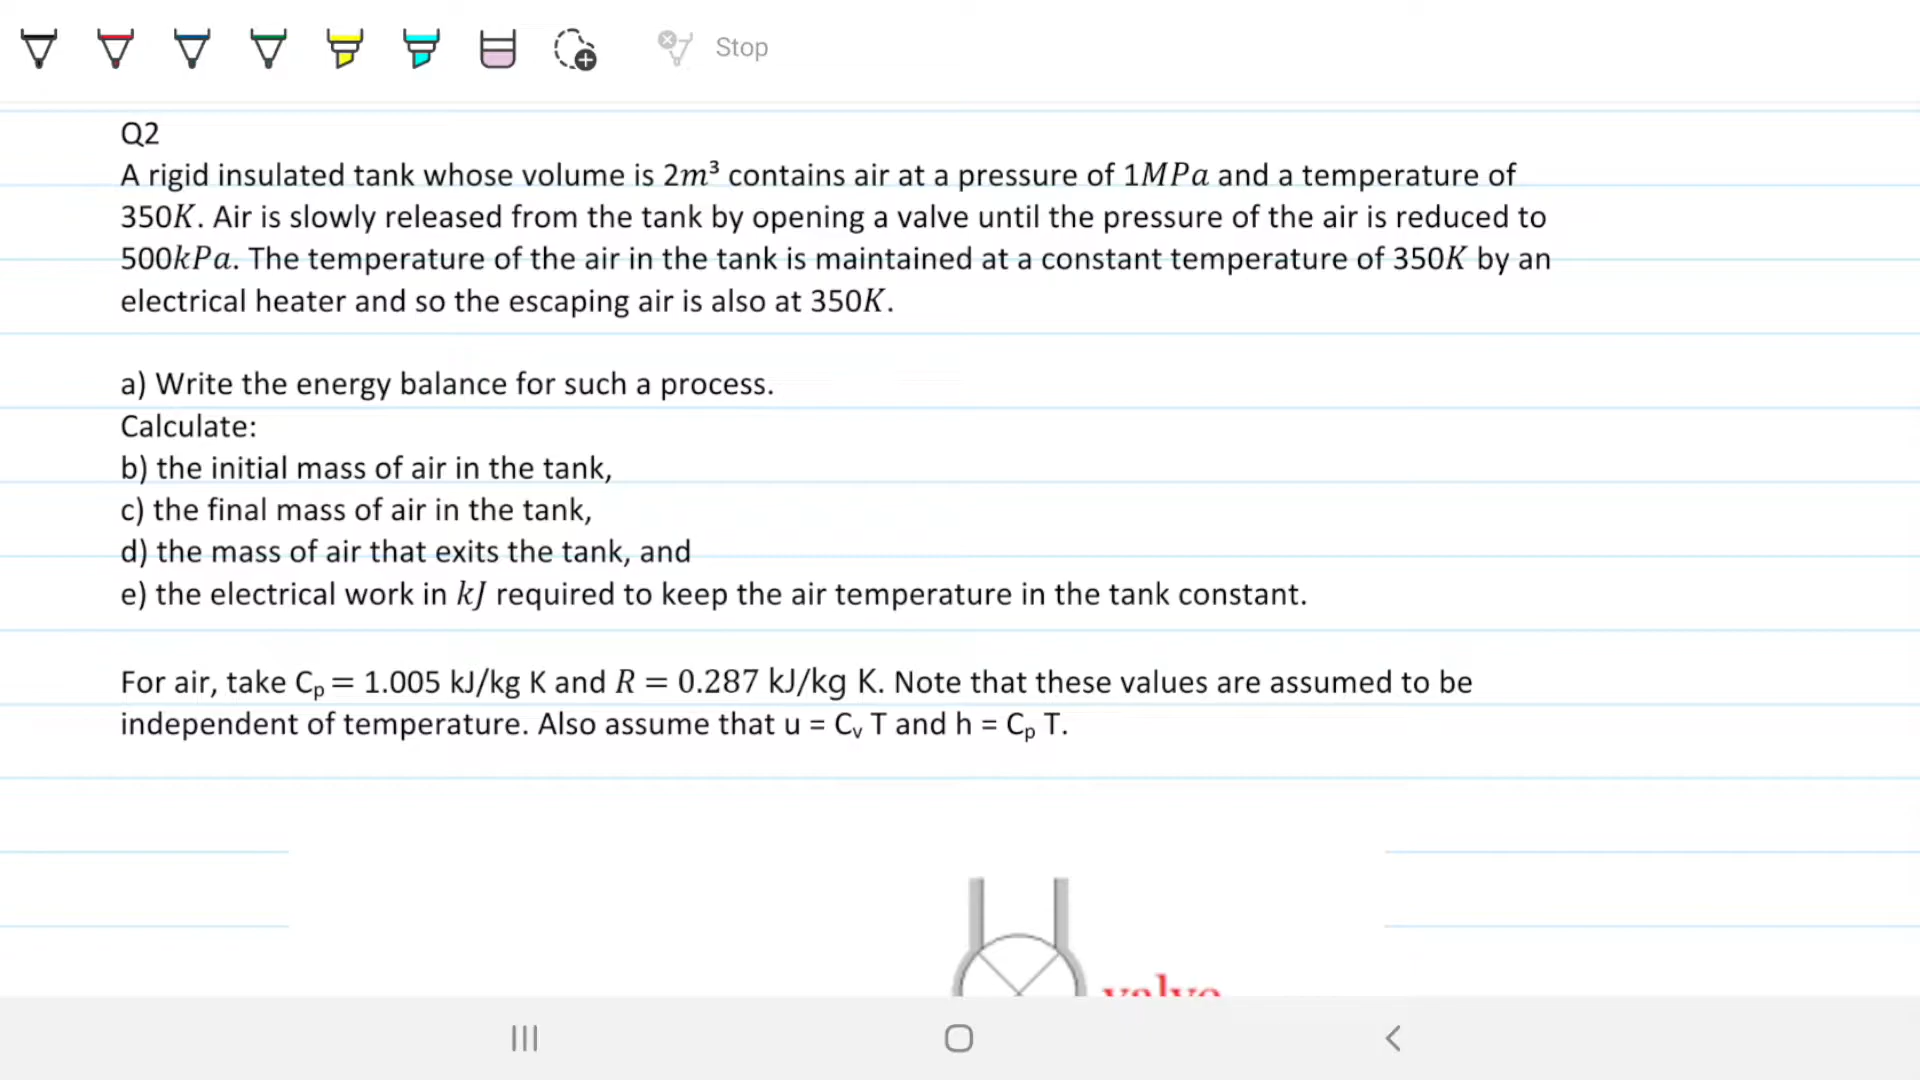 Stop
Q2
A rigid insulated tank whose volume is 2m³ contains air at a pressure of 1MPa and a temperature of
350K. Air is slowly released from the tank by opening a valve until the pressure of the air is reduced to
500kPa. The temperature of the air in the tank is maintained at a constant temperature of 350K by an
electrical heater and so the escaping air is also at 350K.
a) Write the energy balance for such a process.
Calculate:
b) the initial mass of air in the tank,
c) the final mass of air in the tank,
d) the mass of air that exits the tank, and
e) the electrical work in kJ required to keep the air temperature in the tank constant.
For air, take Cₚ = 1.005 kJ/kg K and R = 0.287 kJ/kg K. Note that these values are assumed to be
independent of temperature. Also assume that u = Cᵥ T and h = Cₚ T.
valve